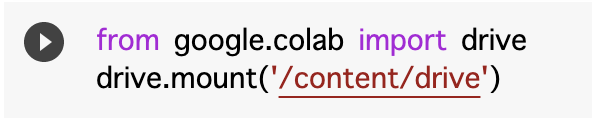 from google.colab import drive
drive.mount('/content/drive')